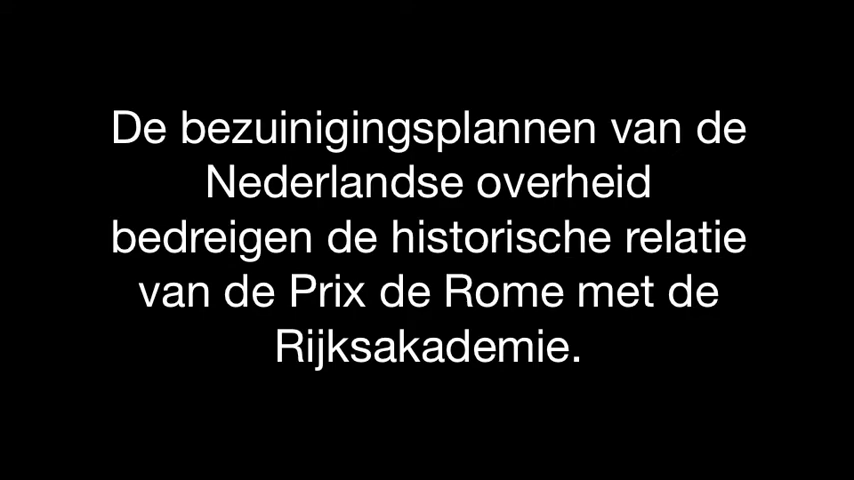 De bezuinigingsplannen van de
Nederlandse overheid
bedreigen de historische relatie
van de Prix de Rome met de
Rijksakademie.